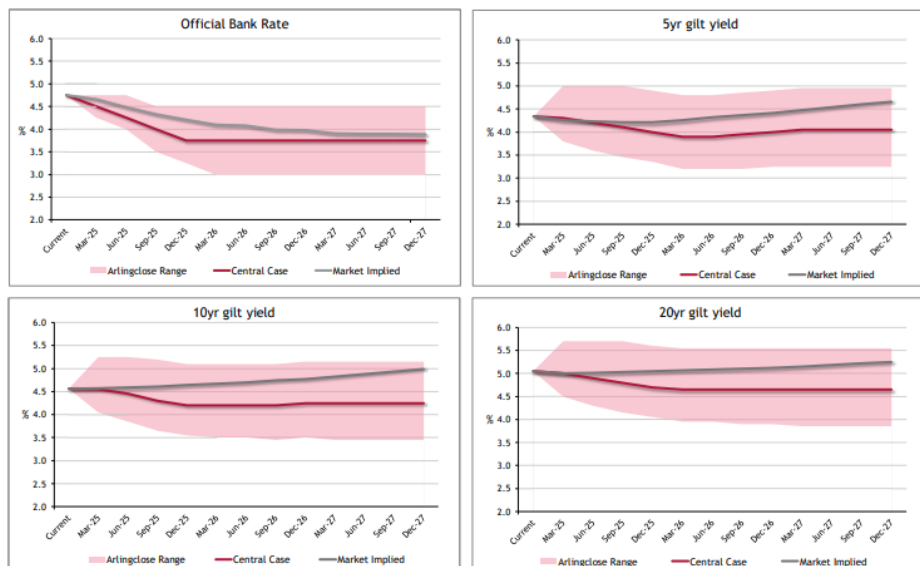 Official Bank Rate
6.0
5.5
5.0
4.5
4.0
3.5
3.0
2.5
2.0
%
Current
Mar-25
Jun-25
Sep-25
Dec-25
Mar-26
Jun-26
Sep-26
Dec-26
Mar-27
Jun-27
Sep-27
Dec-27
Arlingclose Range
Central Case
Market Implied
5yr gilt yield
6.0
5.5
5.0
4.5
4.0
3.5
3.0
2.5
2.0
%
Current
Mar-25
Jun-25
Sep-25
Dec-25
Mar-26
Jun-26
Sep-26
Dec-26
Mar-27
Jun-27
Sep-27
Dec-27
Arlingclose Range
Central Case
Market Implied
10yr gilt yield
6.0
5.5
5.0
4.5
4.0
3.5
3.0
2.5
2.0
%
Current
Mar-25
Jun-25
Sep-25
Dec-25
Mar-26
Jun-26
Sep-26
Dec-26
Mar-27
Jun-27
Sep-27
Dec-27
Arlingclose Range
Central Case
Market Implied
20yr gilt yield
6.0
5.5
5.0
4.5
4.0
3.5
3.0
2.5
2.0
%
Current
Mar-25
Jun-25
Sep-25
Dec-25
Mar-26
Jun-26
Sep-26
Dec-26
Mar-27
Jun-27
Sep-27
Dec-27
Arlingclose Range
Central Case
Market Implied